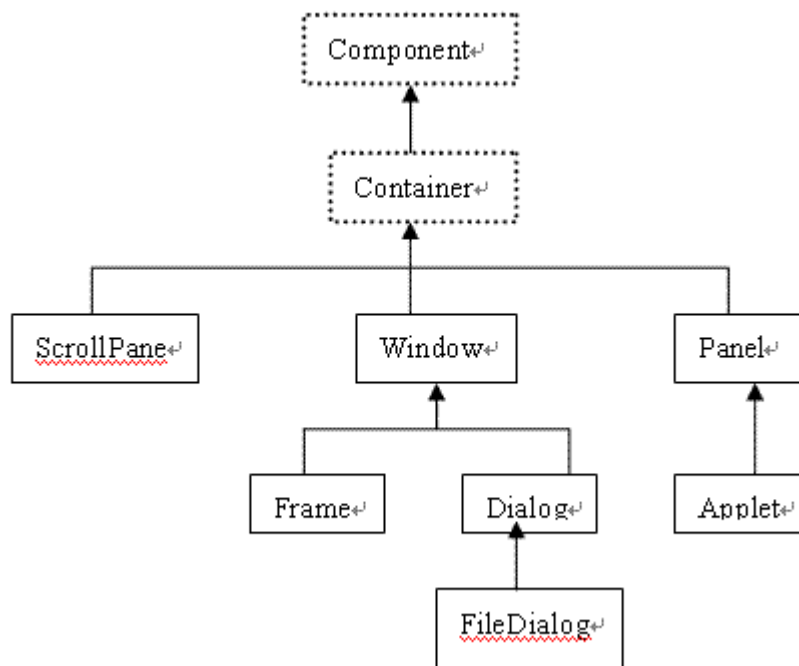 Component
Container
ScrollPane
Window
Panel
Frame
Dialog
Applet
FileDialog